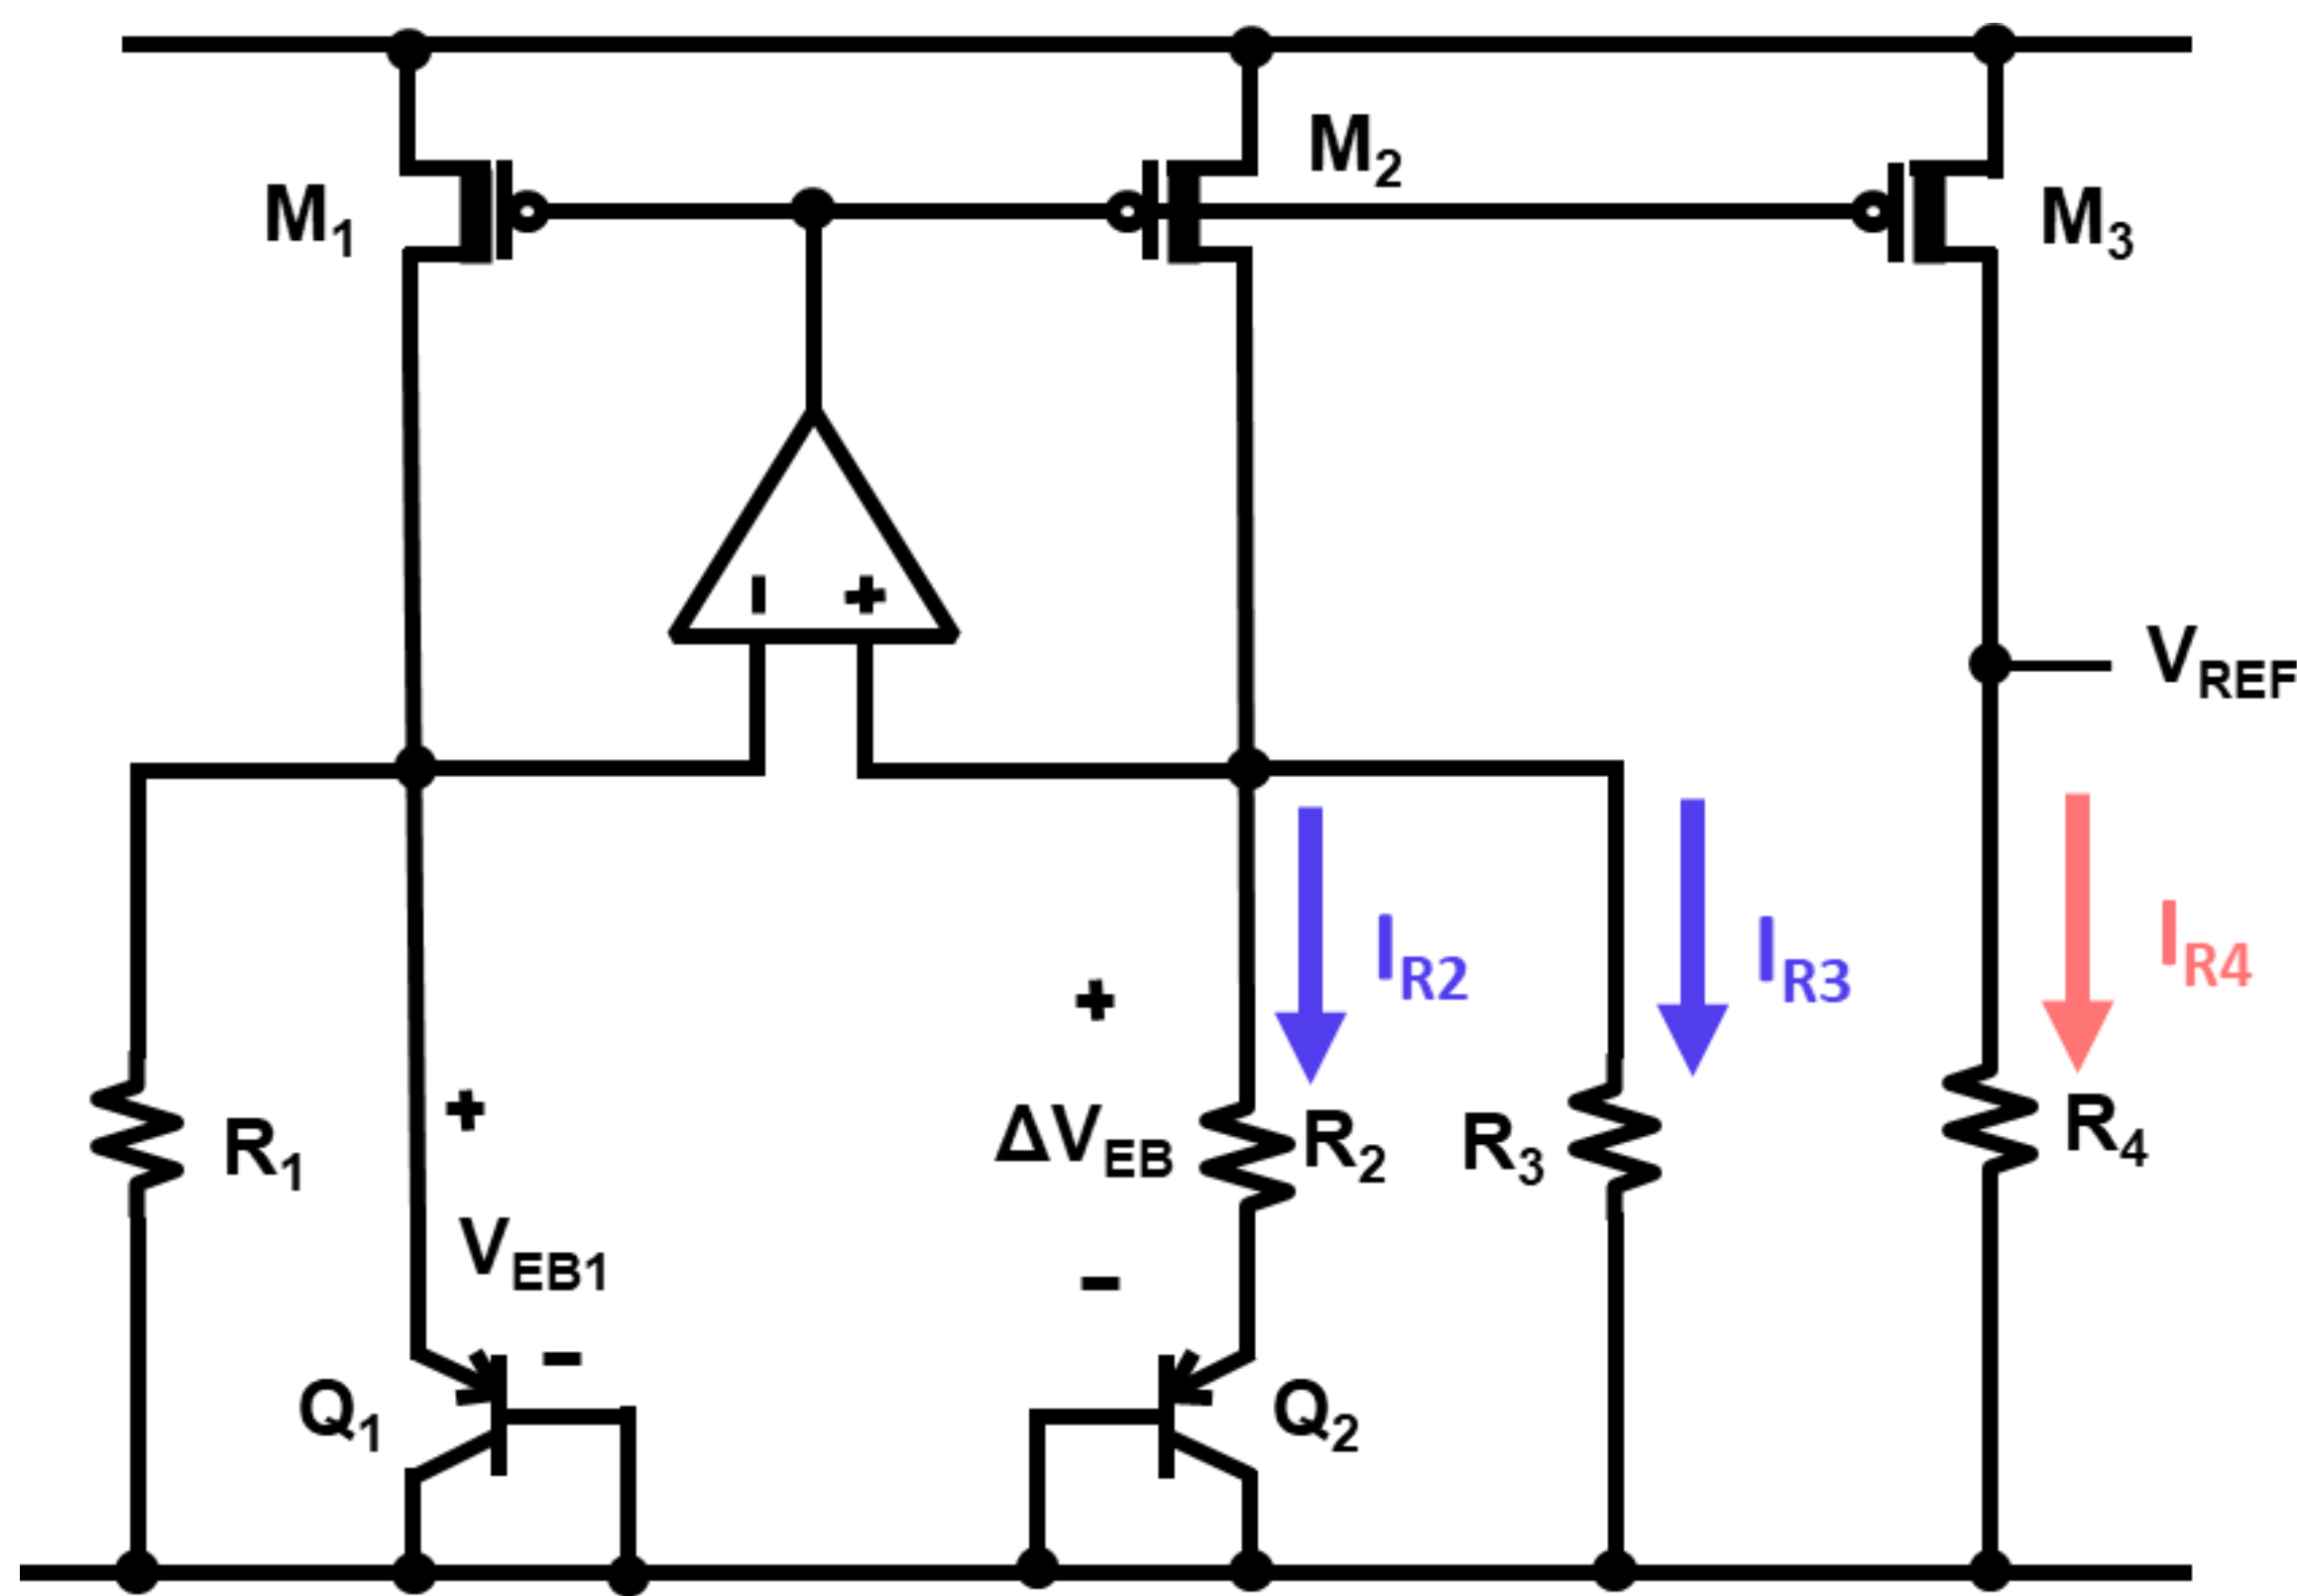 M1
M2
M3
- +
VREF
IR2
IR3
IR4
+
+
R1
ΔVEB
R2
R3
R4
VEB1
-
-
Q1
Q2